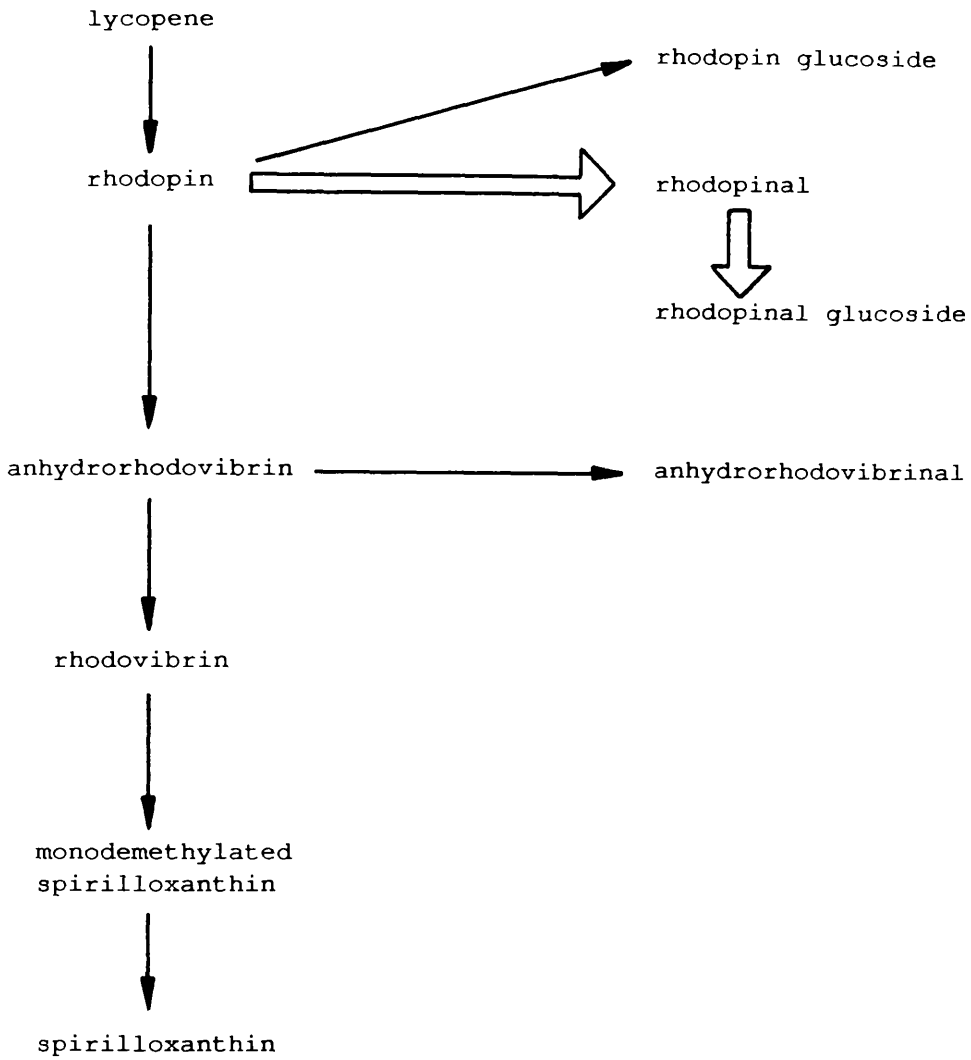 lycopene
rhodopin glucoside
rhodopin
rhodopinal
rhodopinal glucoside
anhydrorhodovibrin
anhydrorhodovibrinal
rhodovibrin
monodemethylated
spirilloxanthin
spirilloxanthin